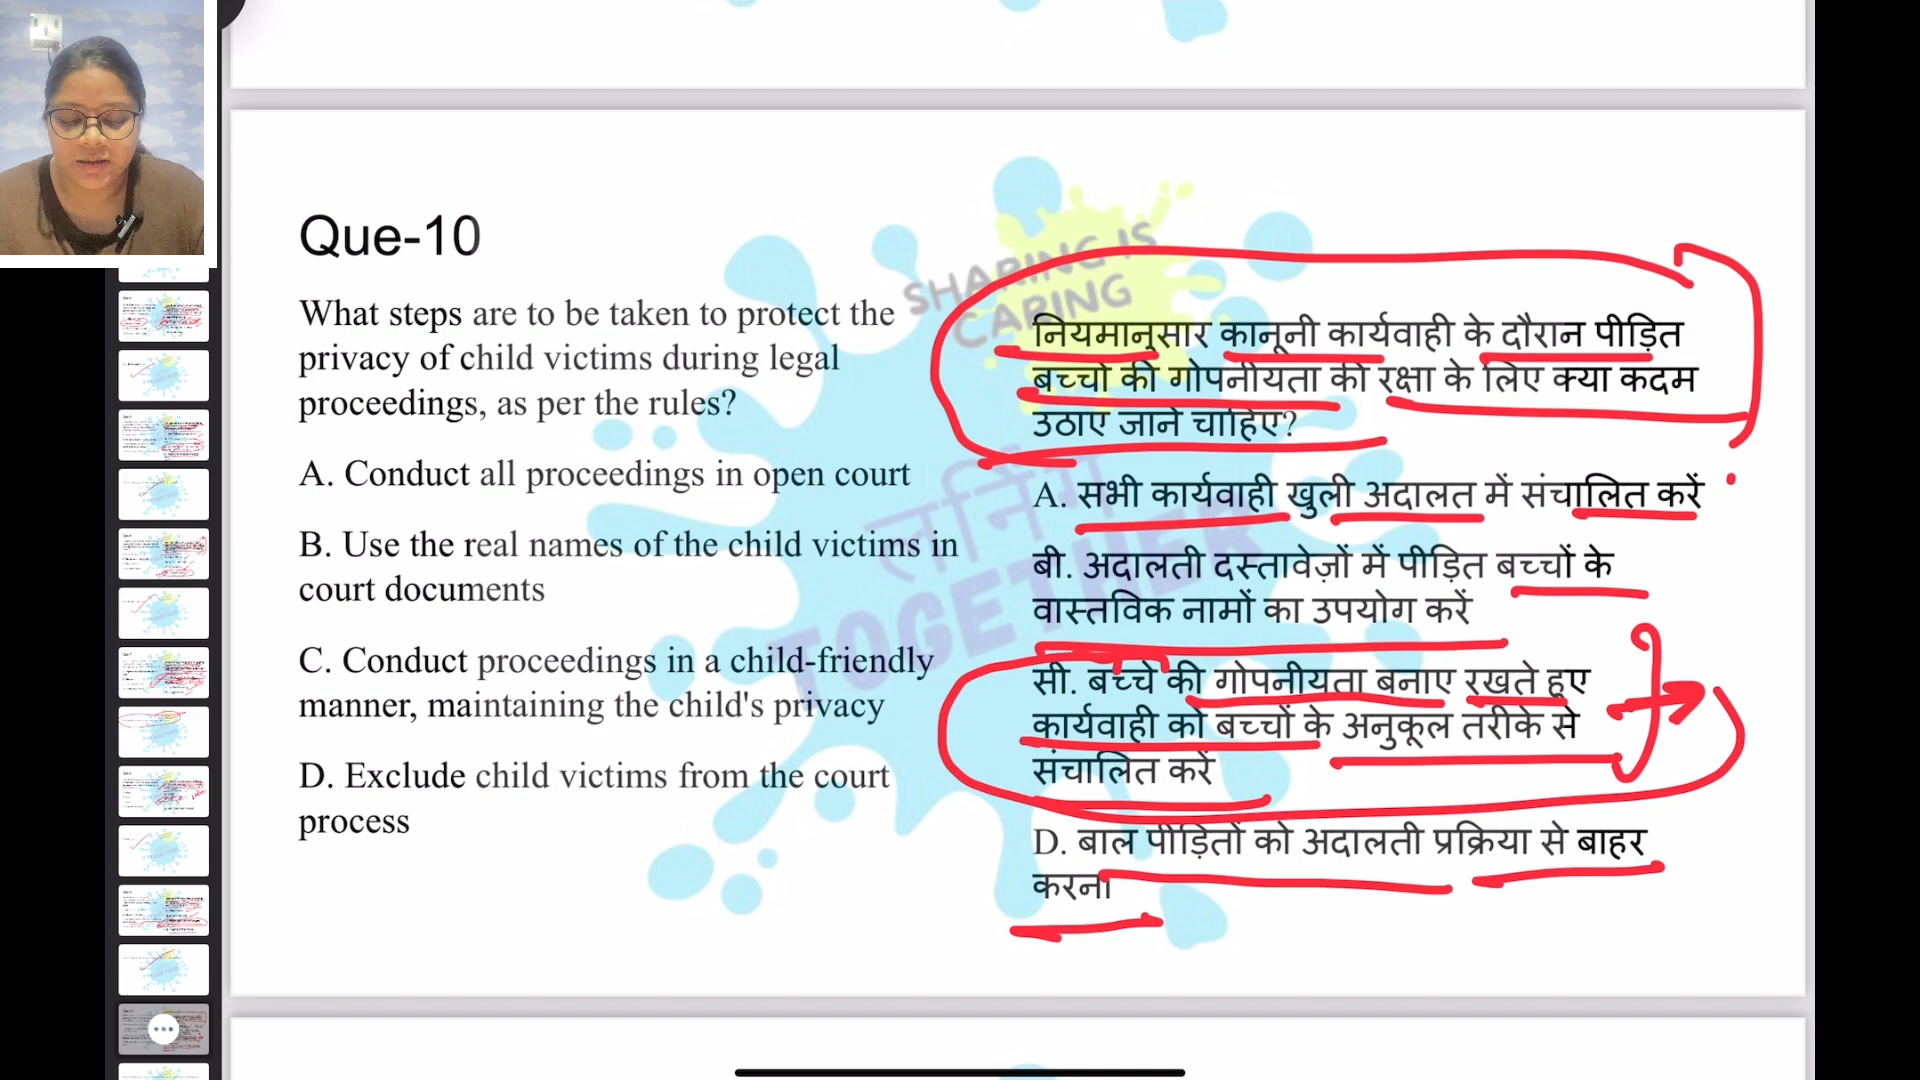 Que-10
What steps are to be taken to protect the
privacy of child victims during legal
proceedings, as per the rules?
A. Conduct all proceedings in open court
B. Use the real names of the child victims in
court documents
C. Conduct proceedings in a child-friendly
manner, maintaining the child's privacy
D. Exclude child victims from the court
process
SHARING IS
CARING
लर्निंग
TOGETHER
नियमानुसार कानूनी कार्यवाही के दौरान पीड़ित
बच्चों की गोपनीयता की रक्षा के लिए क्या कदम
उठाए जाने चाहिए?
A. सभी कार्यवाही खुली अदालत में संचालित करें
बी. अदालती दस्तावेज़ों में पीड़ित बच्चों के
वास्तविक नामों का उपयोग करें
सी. बच्चे की गोपनीयता बनाए रखते हुए
कार्यवाही को बच्चों के अनुकूल तरीके से
संचालित करें
D. बाल पीड़ितों को अदालती प्रक्रिया से बाहर
करना